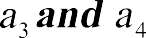 a₃ and a₄